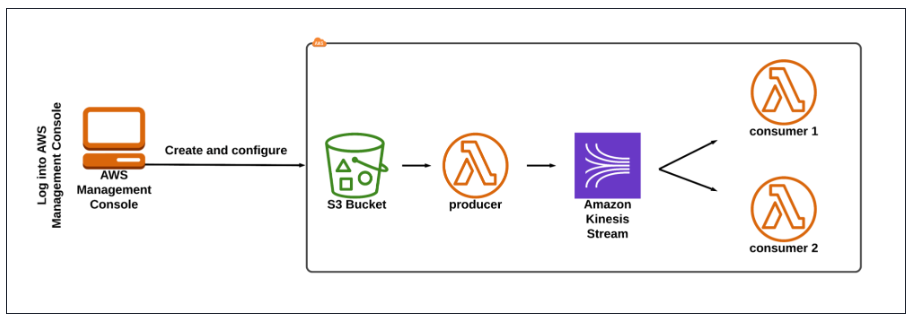 Log into AWS
Management Console
AWS
Management
Console
Create and configure
S3 Bucket
producer
Amazon
Kinesis
Stream
consumer 1
consumer 2